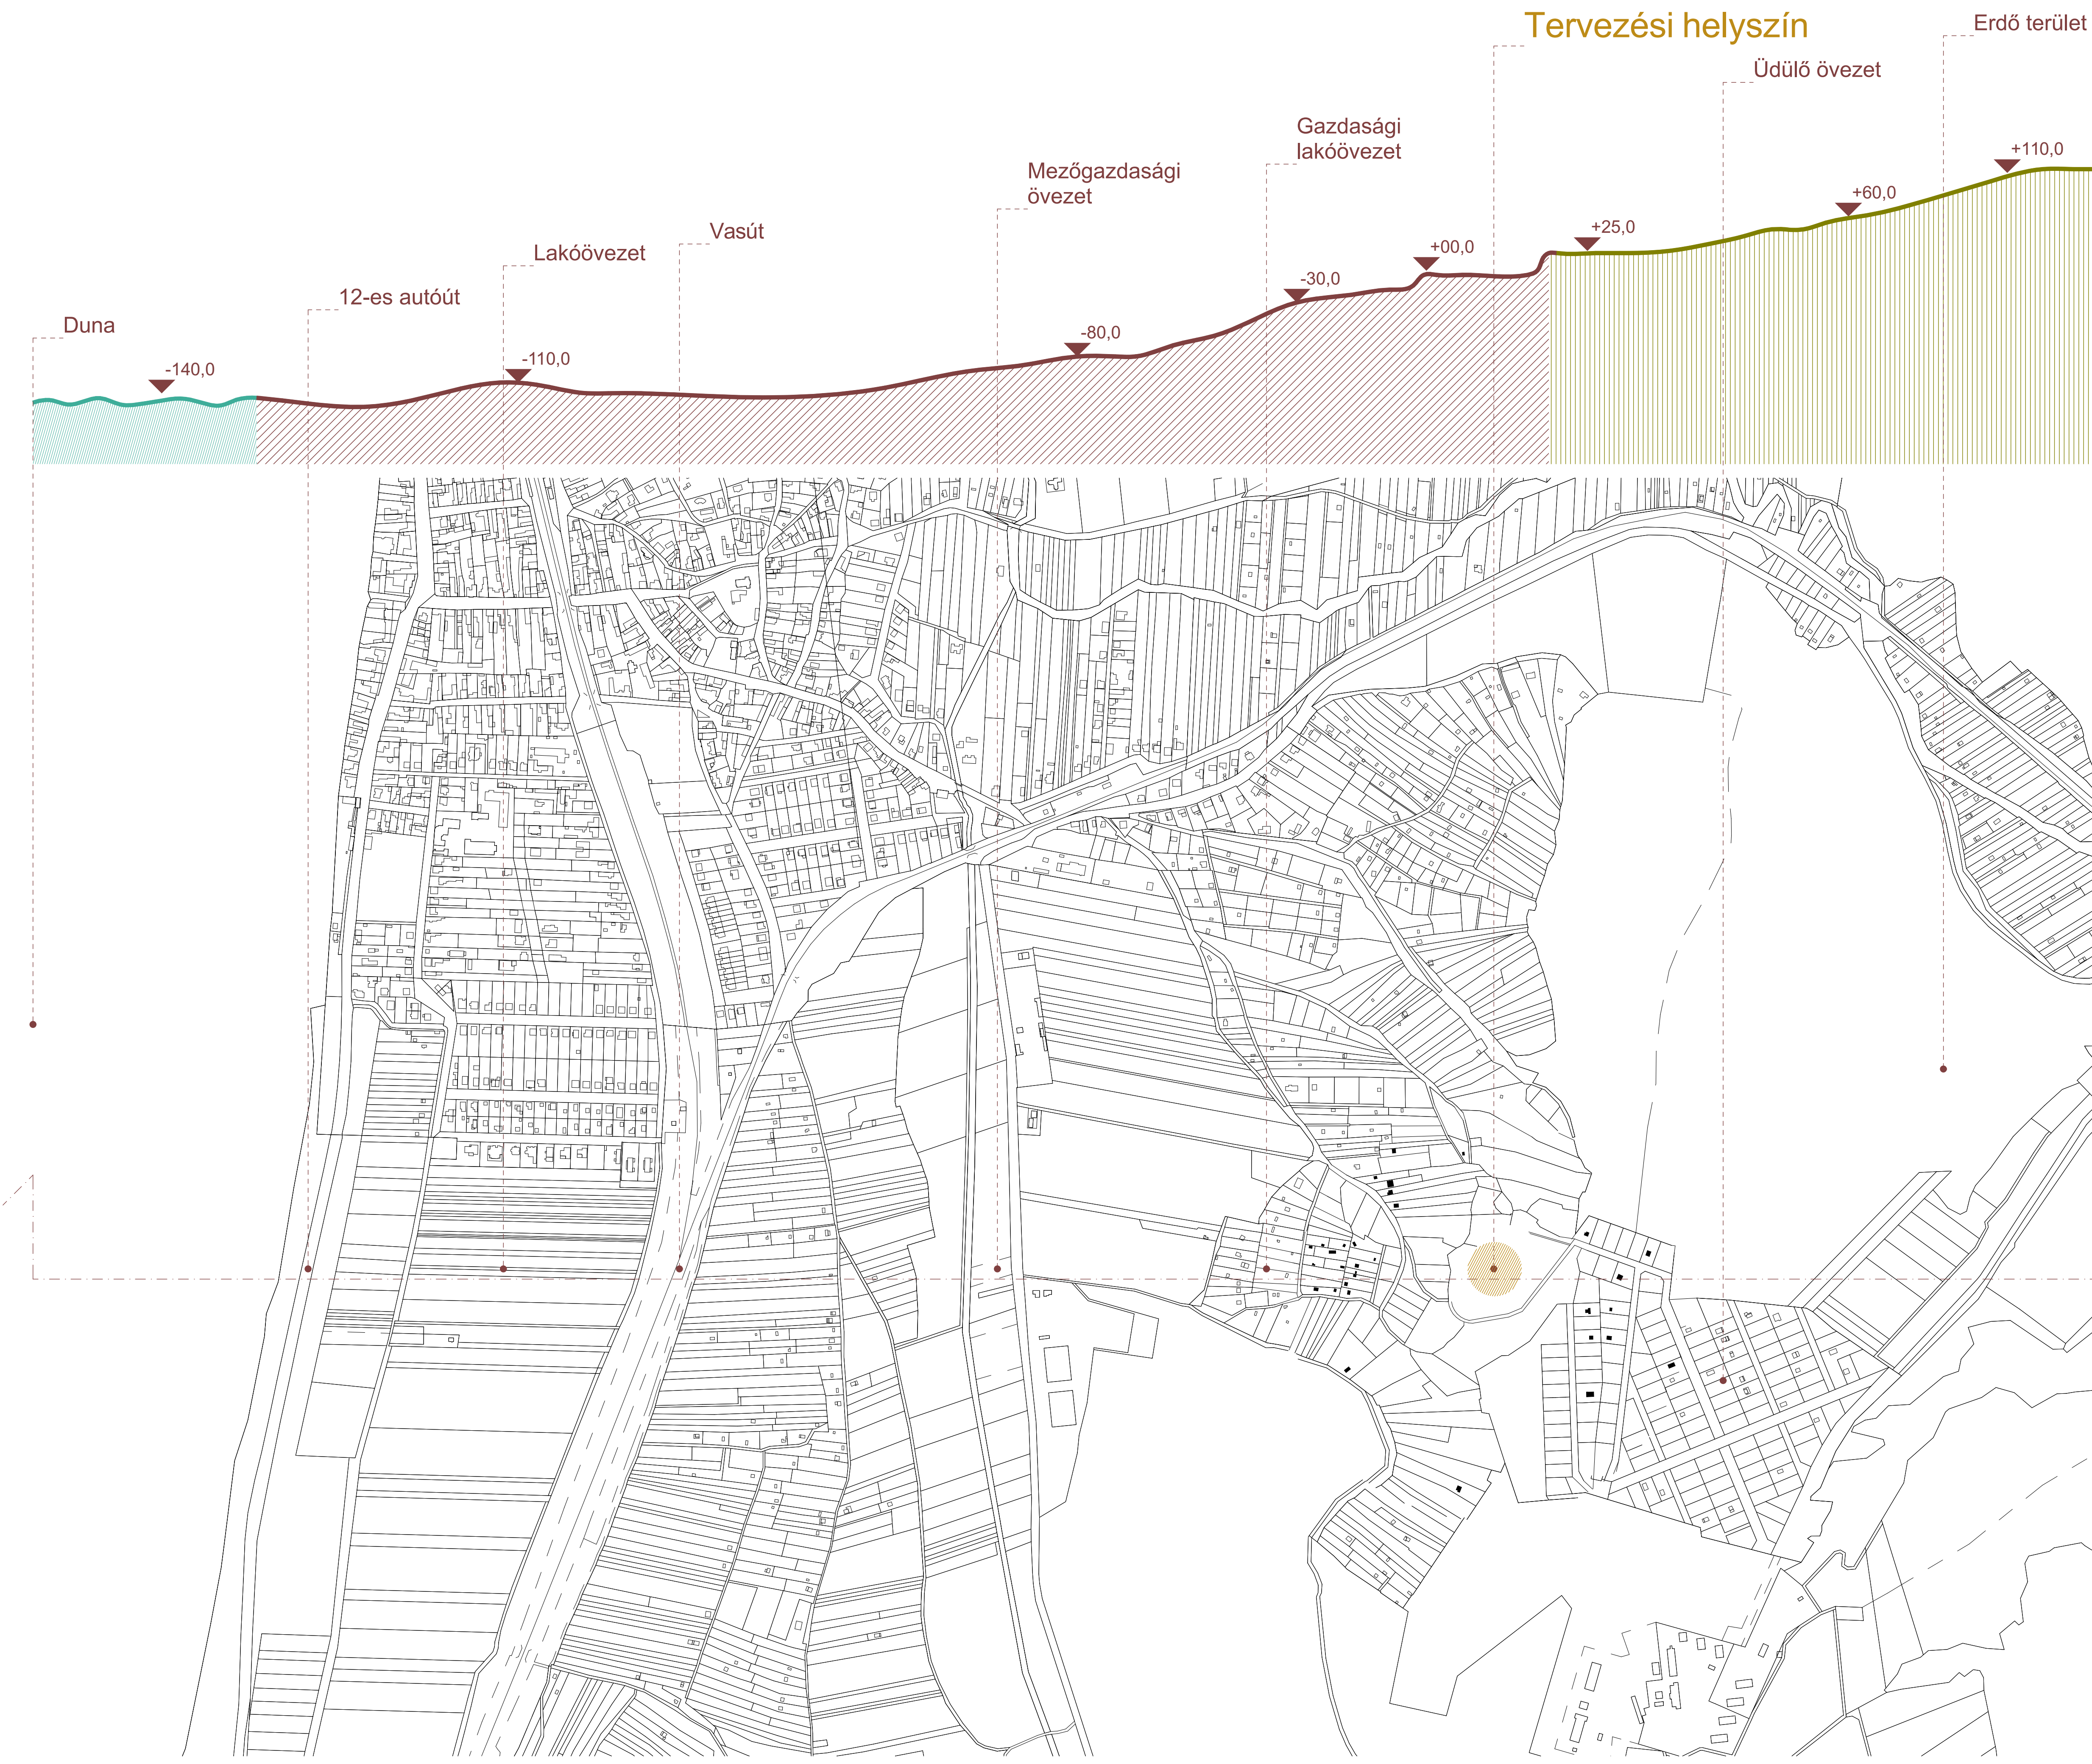 Tervezési helyszín
Erdő terület
Üdülő övezet
Gazdasági
lakóövezet
+110,0
Mezőgazdasági
övezet
+60,0
Vasút
+25,0
Lakóövezet
+00,0
-30,0
12-es autóút
Duna
-80,0
-110,0
-140,0